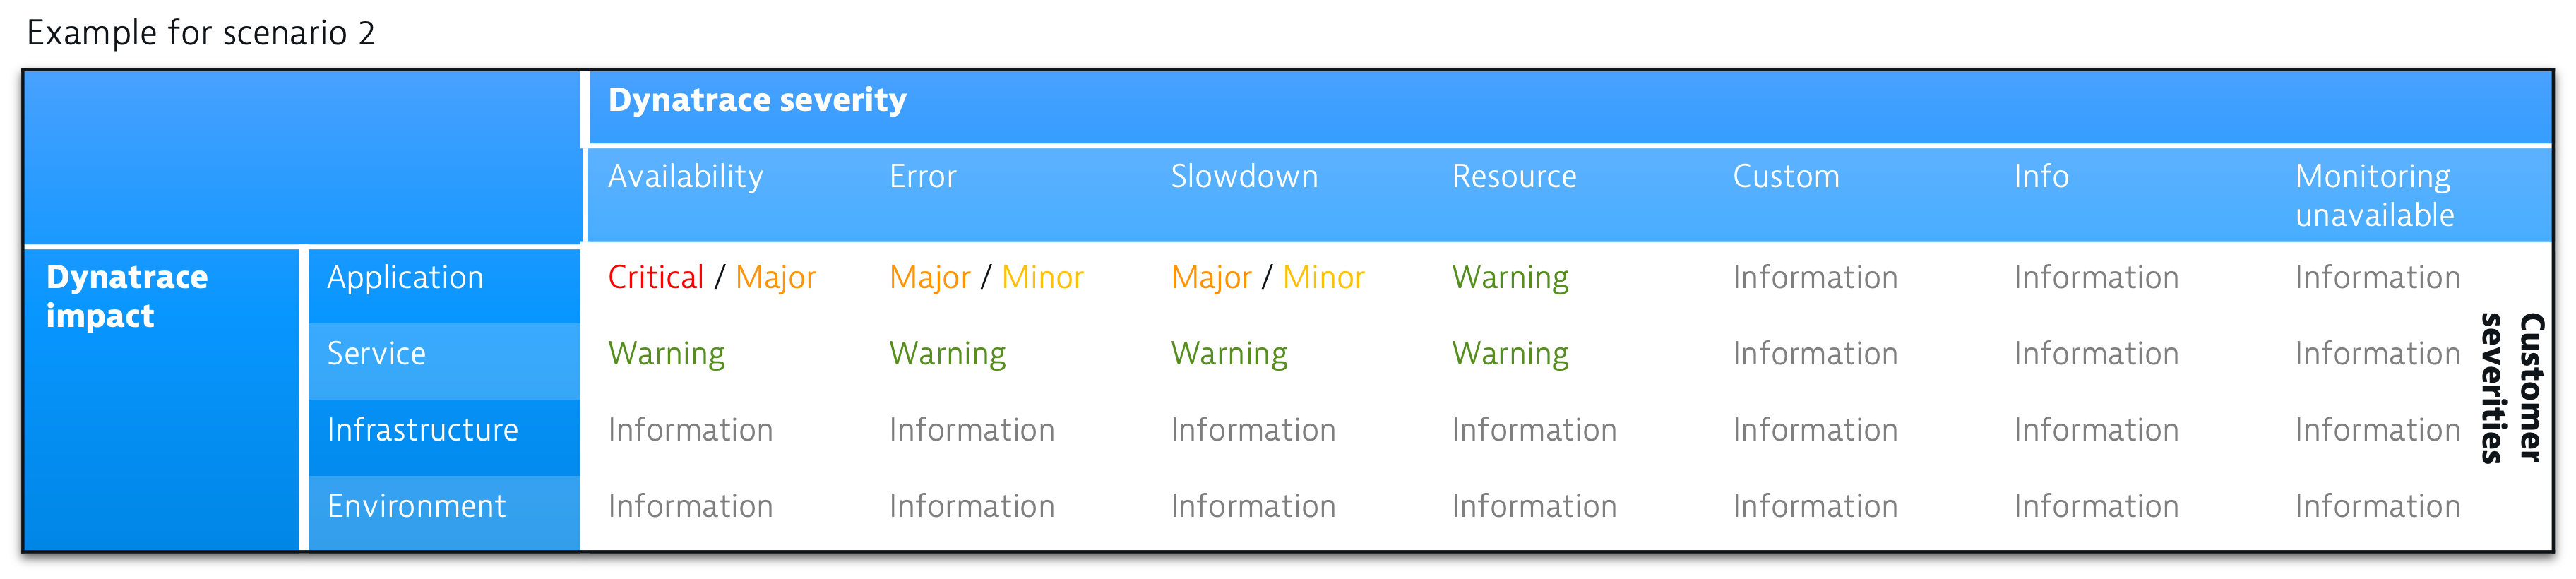 Example for scenario 2
Dynatrace severity
Availability Error Slowdown Resource Custom Info Monitoring
unavailable
Dynatrace
impact
Application Critical / Major Major / Minor Major / Minor Warning Information Information Information
Service Warning Warning Warning Warning Information Information Information
Infrastructure Information Information Information Information Information Information Information
Environment Information Information Information Information Information Information Information
Customer
severities